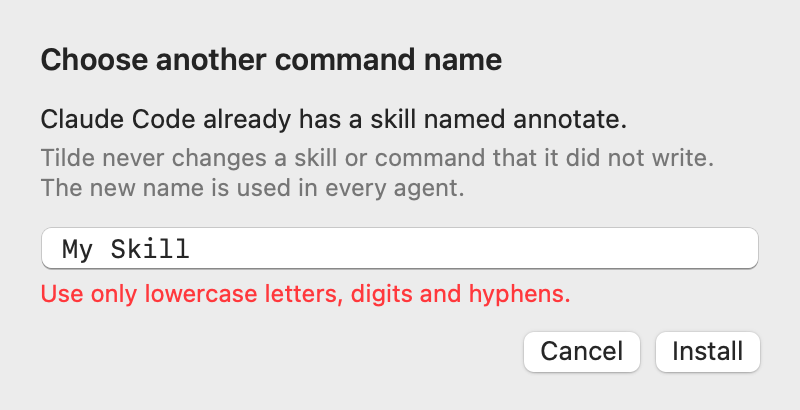 Choose another command name
Claude Code already has a skill named annotate.
Tilde never changes a skill or command that it did not write.
The new name is used in every agent.
My Skill
Use only lowercase letters, digits and hyphens.
Cancel
Install